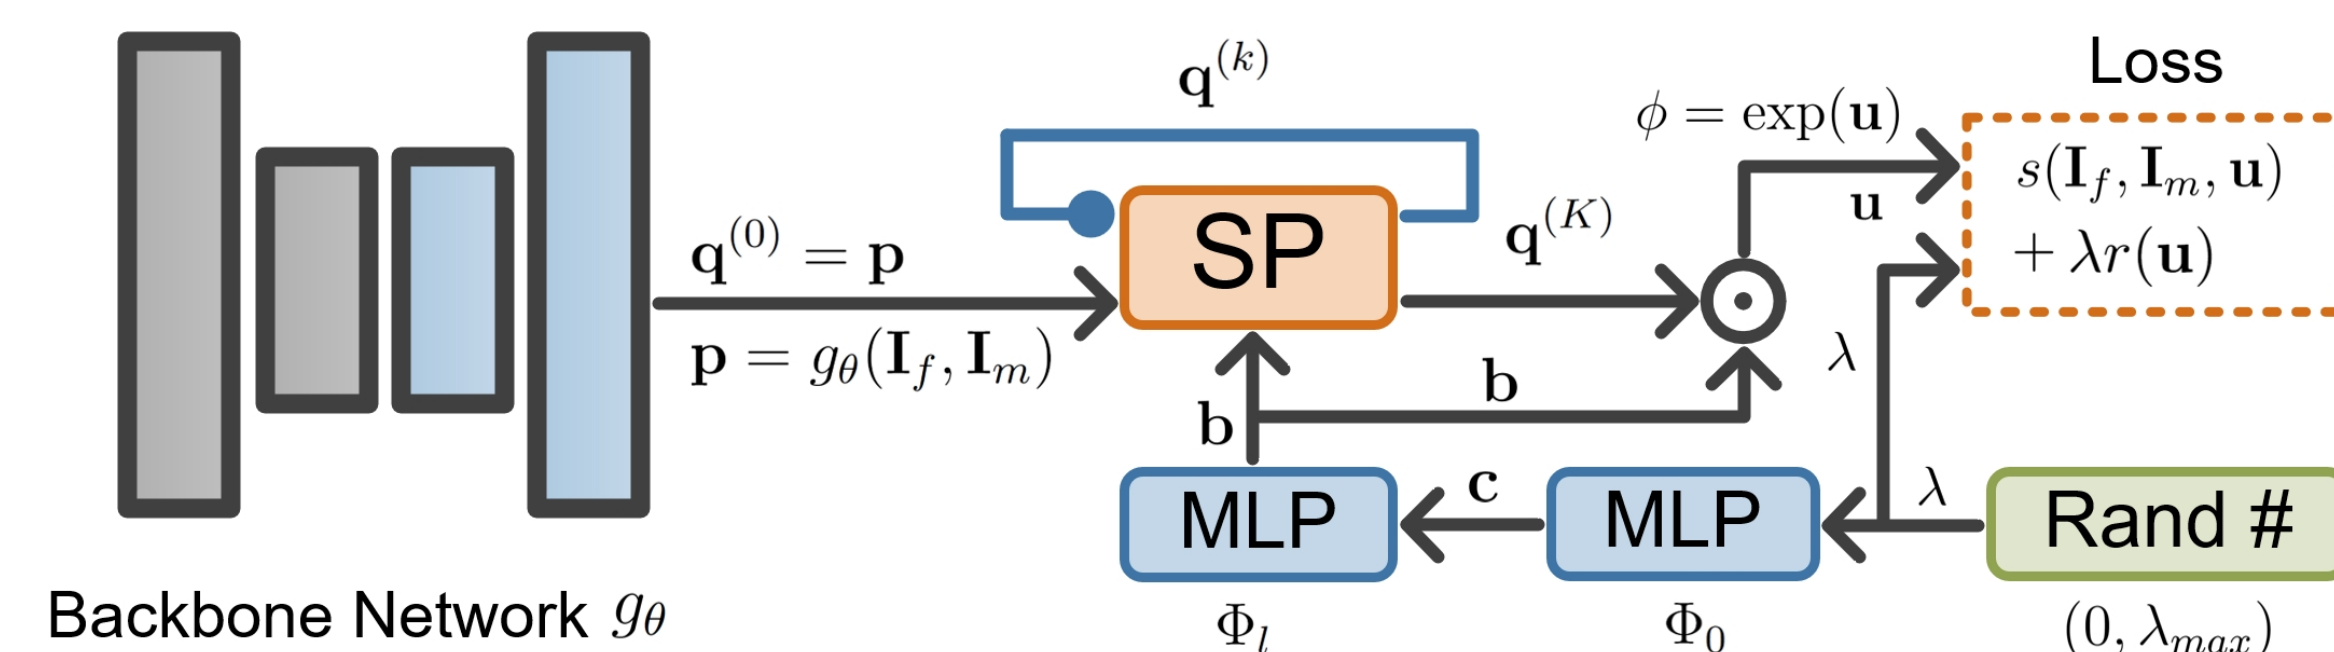 Backbone Network g_θ
q^(0) = p
p = g_θ(I_f, I_m)
q^(k)
SP
q^(K)
b
b
MLP
Φ_l
c
MLP
Φ_0
λ
Rand #
(0, λ_max)
λ
ϕ = exp(u)
u
Loss
s(I_f, I_m, u)
+ λr(u)